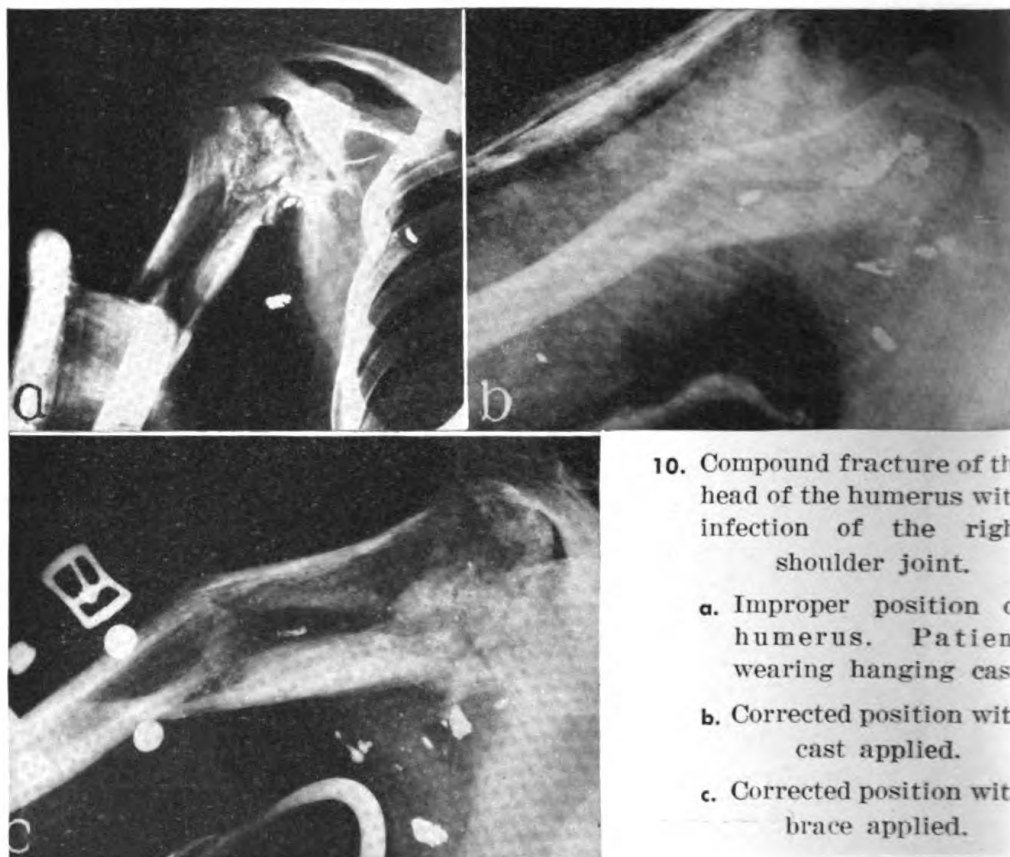 a
b
c
10. Compound fracture of th
head of the humerus wit
infection of the righ
shoulder joint.
a. Improper position o
humerus. Patien
wearing hanging cas
b. Corrected position wit
cast applied.
c. Corrected position wit
brace applied.